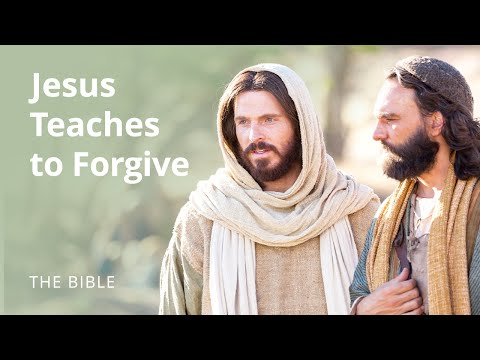 Jesus
Teaches
to Forgive
THE BIBLE